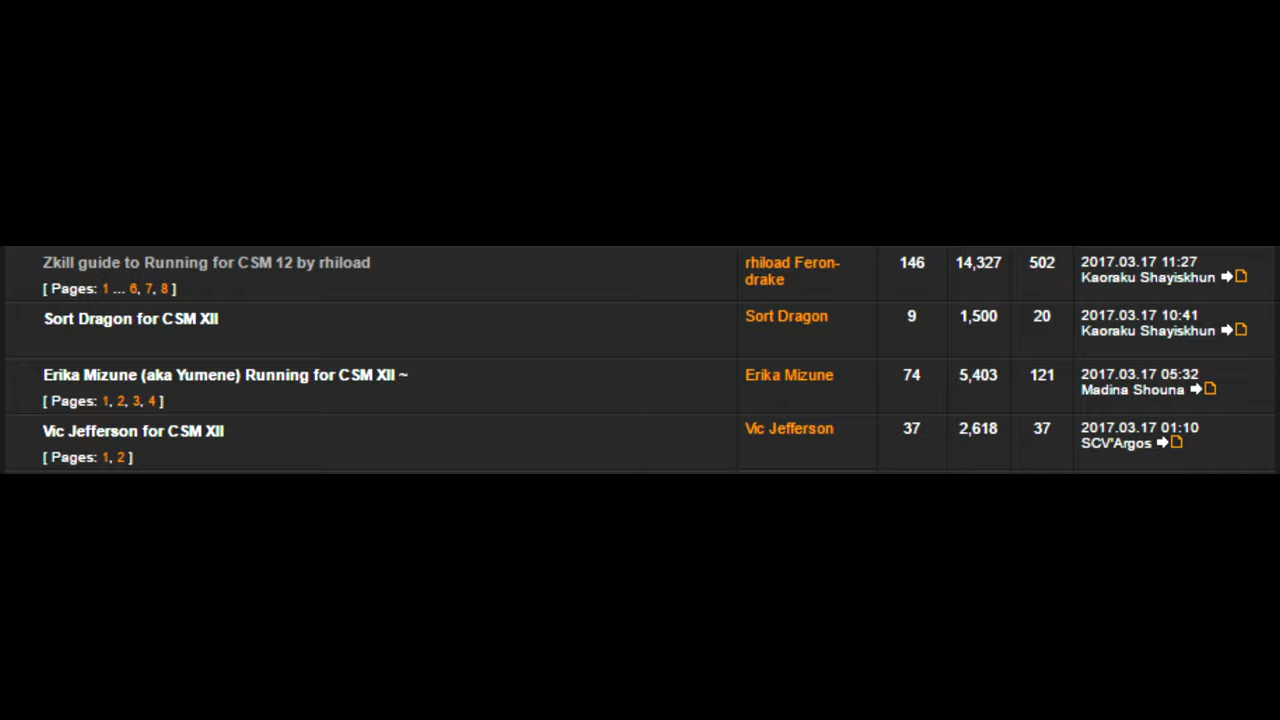 Zkill guide to Running for CSM 12 by rhiload
[ Pages: 1 ... 6, 7, 8 ]
rhiload Feron-
drake
146
14,327
502
2017.03.17 11:27
Kaoraku Shayiskhun
Sort Dragon for CSM XII
Sort Dragon
9
1,500
20
2017.03.17 10:41
Kaoraku Shayiskhun
Erika Mizune (aka Yumene) Running for CSM XII ~
[ Pages: 1, 2, 3, 4 ]
Erika Mizune
74
5,403
121
2017.03.17 05:32
Madina Shouna
Vic Jefferson for CSM XII
[ Pages: 1, 2 ]
Vic Jefferson
37
2,618
37
2017.03.17 01:10
SCV'Argos